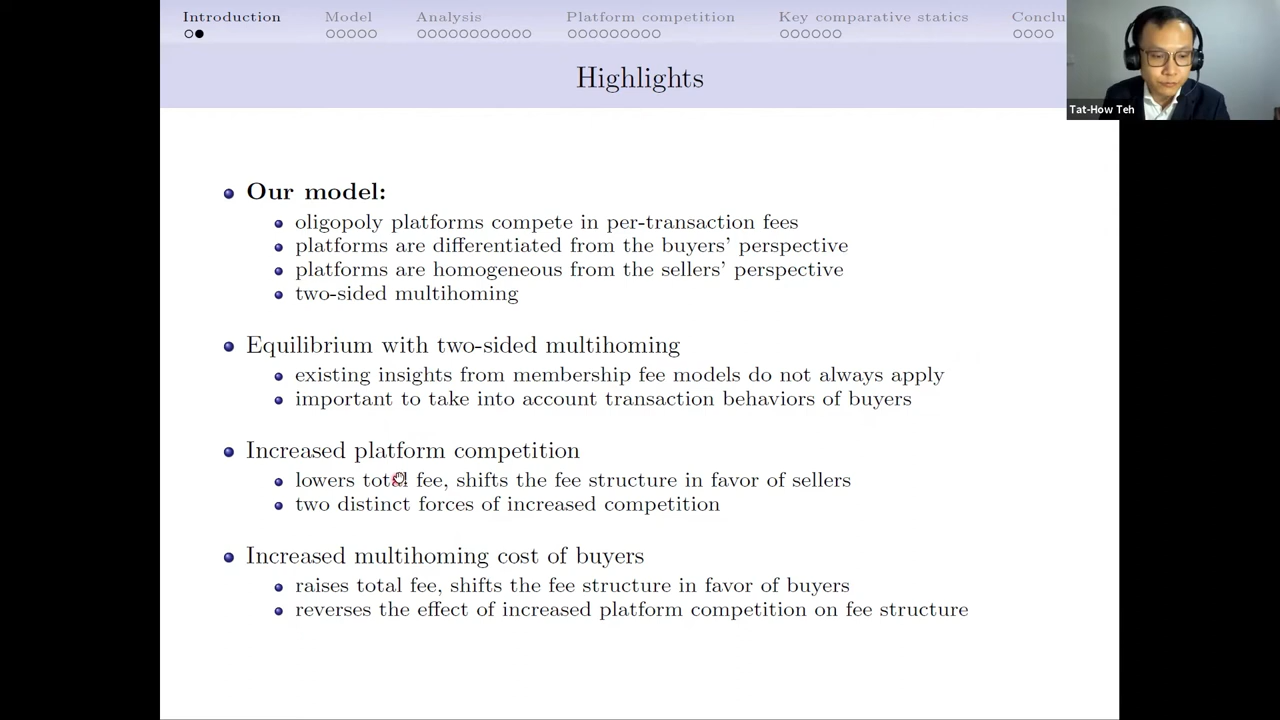 Introduction Model Analysis Platform competition Key comparative statics Conclu
Highlights
Tat-How Teh
Our model:
oligopoly platforms compete in per-transaction fees
platforms are differentiated from the buyers' perspective
platforms are homogeneous from the sellers' perspective
two-sided multihoming
Equilibrium with two-sided multihoming
existing insights from membership fee models do not always apply
important to take into account transaction behaviors of buyers
Increased platform competition
lowers total fee, shifts the fee structure in favor of sellers
two distinct forces of increased competition
Increased multihoming cost of buyers
raises total fee, shifts the fee structure in favor of buyers
reverses the effect of increased platform competition on fee structure